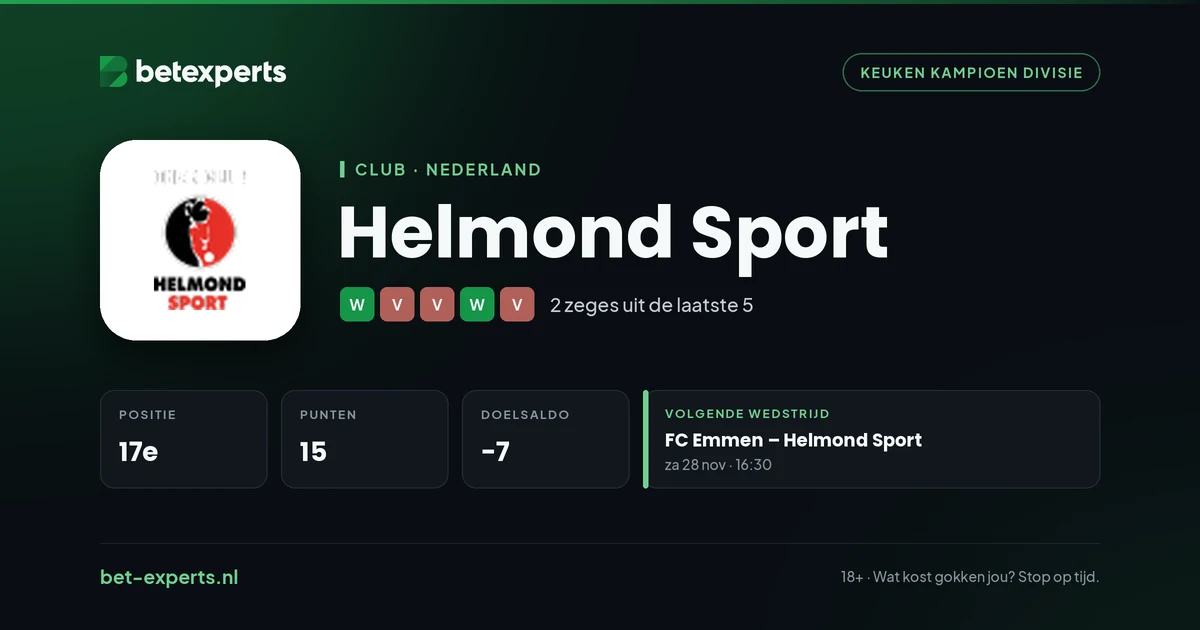 betexperts
KEUKEN KAMPIOEN DIVISIE
CLUB · NEDERLAND
Helmond Sport
HELMOND
SPORT
W V V W V 2 zeges uit de laatste 5
POSITIE
17e
PUNTEN
15
DOELSALDO
-7
VOLGENDE WEDSTRIJD
FC Emmen – Helmond Sport
za 28 nov · 16:30
bet-experts.nl
18+ · Wat kost gokken jou? Stop op tijd.